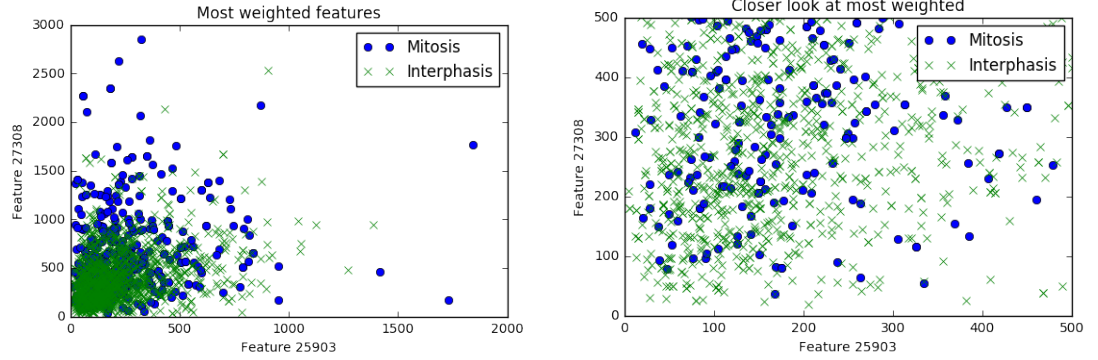 Most weighted features
3000
2500
2000
1500
1000
500
0
Feature 27308
Mitosis
Interphasis
0 500 1000 1500 2000
Feature 25903
Closer look at most weighted
500
400
300
200
100
0
Feature 27308
Mitosis
Interphasis
0 100 200 300 400 500
Feature 25903